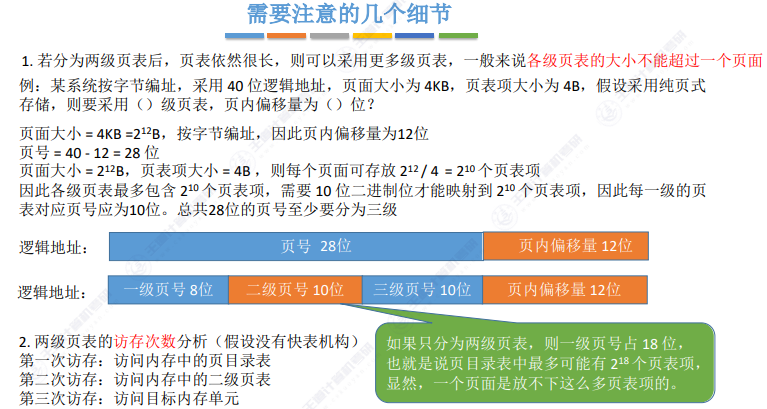 需要注意的几个细节
1. 若分为两级页表后，页表依然很长，则可以采用更多级页表，一般来说各级页表的大小不能超过一个页面
例：某系统按字节编址，采用 40 位逻辑地址，页面大小为 4KB，页表项大小为 4B，假设采用纯页式
存储，则要采用（）级页表，页内偏移量为（）位？
页面大小 = 4KB =2¹²B，按字节编址，因此页内偏移量为12位
页号 = 40 - 12 = 28 位
页面大小 = 2¹²B，页表项大小 = 4B ，则每个页面可存放 2¹² / 4 = 2¹⁰ 个页表项
因此各级页表最多包含 2¹⁰ 个页表项，需要 10 位二进制位才能映射到 2¹⁰ 个页表项，因此每一级的页
表对应页号应为10位。总共28位的页号至少要分为三级
逻辑地址： 页号 28位 页内偏移量 12位
逻辑地址： 一级页号 8位 二级页号 10位 三级页号 10位 页内偏移量 12位
2. 两级页表的访存次数分析（假设没有快表机构）
第一次访存：访问内存中的页目录表
第二次访存：访问内存中的二级页表
第三次访存：访问目标内存单元
如果只分为两级页表，则一级页号占 18 位，
也就是说页目录表中最多可能有 2¹⁸ 个页表项，
显然，一个页面是放不下这么多页表项的。